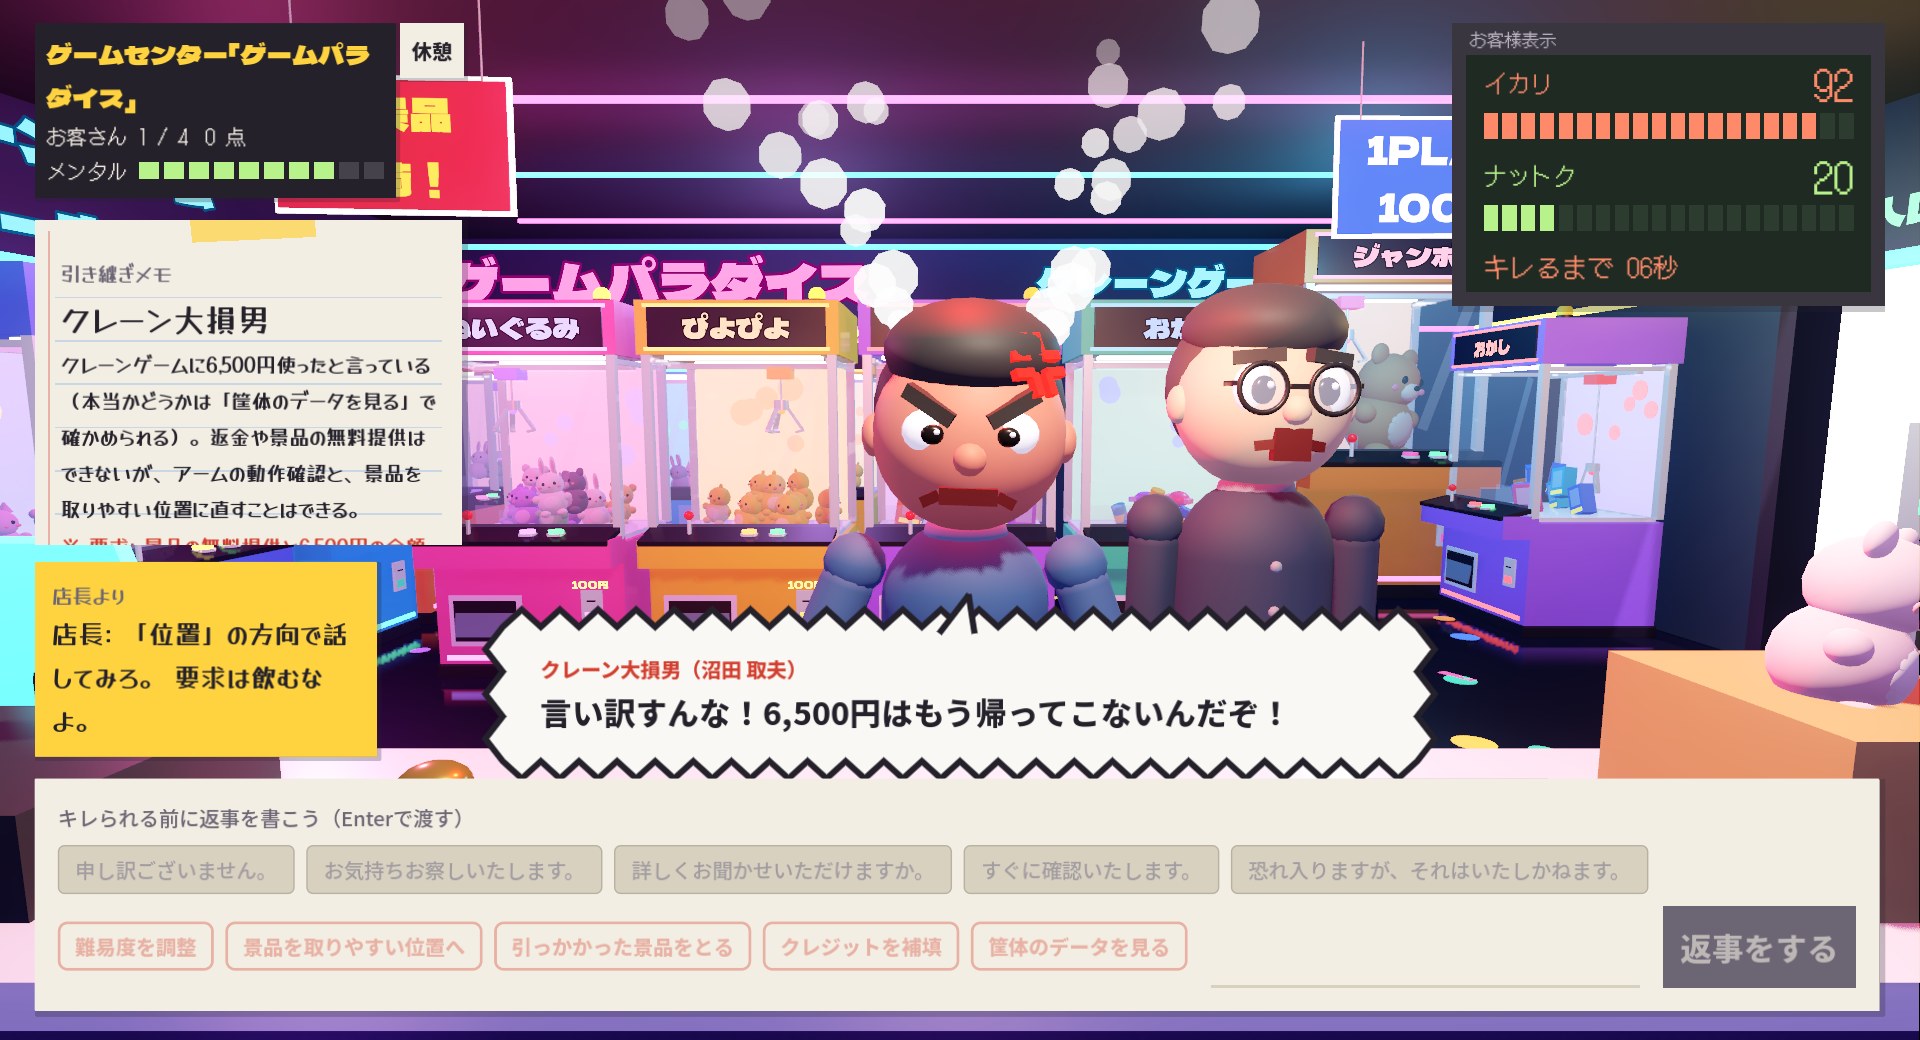 ゲームセンター「ゲームパラ
ダイス」
お客さん 1/4 0点
メンタル
休憩
お客様表示
イカリ 92
ナットク 20
キレるまで 06秒
引き継ぎメモ
クレーン大損男
クレーンゲームに6,500円使ったと言っている
（本当かどうかは「筐体のデータを見る」で
確かめられる）。返金や景品の無料提供は
できないが、アームの動作確認と、景品を
取りやすい位置に直すことはできる。
店長より
店長：「位置」の方向で話
してみろ。 要求は飲むな
よ。
品
！
1PL
100
ゲームパラダイス
クレーンゲー
ジャンボ
いぐるみ
ぴよぴよ
おか
おかし
100円
100
クレーン大損男（沼田 取夫）
言い訳すんな！6,500円はもう帰ってこないんだぞ！
キレられる前に返事を書こう（Enterで渡す）
申し訳ございません。
お気持ちお察しいたします。
詳しくお聞かせいただけますか。
すぐに確認いたします。
恐れ入りますが、それはいたしかねます。
難易度を調整
景品を取りやすい位置へ
引っかかった景品をとる
クレジットを補填
筐体のデータを見る
返事をする